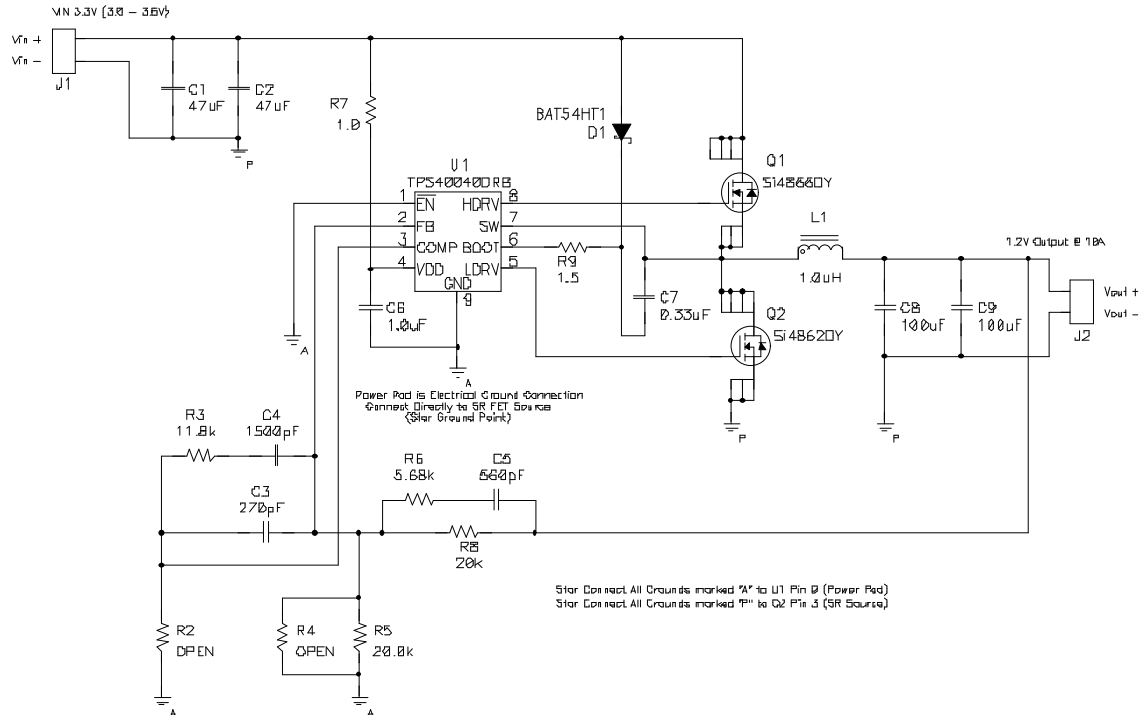 VIN 3.3V (3.0 - 3.6V)
Vin +
Vin -
J1
C1
47uF
C2
47uF
R7
1.0
BAT54HT1
D1
U1
TPS40040DRB
1
EN
HDRV
8
2
FB
SW
7
3
COMP
BOOT
6
4
VDD
LDRV
5
GND
9
P
Q1
Si4866DY
L1
1.0uH
R9
1.5
C7
0.33uF
Q2
Si4862DY
P
C6
1.0uF
A
A
1.2V Output @ 10A
C8
100uF
C9
100uF
Vout +
Vout -
J2
P
Power Pad is Electrical Ground Connection
Connect Directly to SR FET Source
(Star Ground Point)
R3
11.8k
C4
1500pF
C3
270pF
R6
5.68k
C5
560pF
R8
20k
Star Connect All Grounds marked "A" to U1 Pin 9 (Power Pad)
Star Connect All Grounds marked "P" to Q2 Pin 3 (SR Source)
R2
OPEN
R4
OPEN
R5
20.0k
A
A